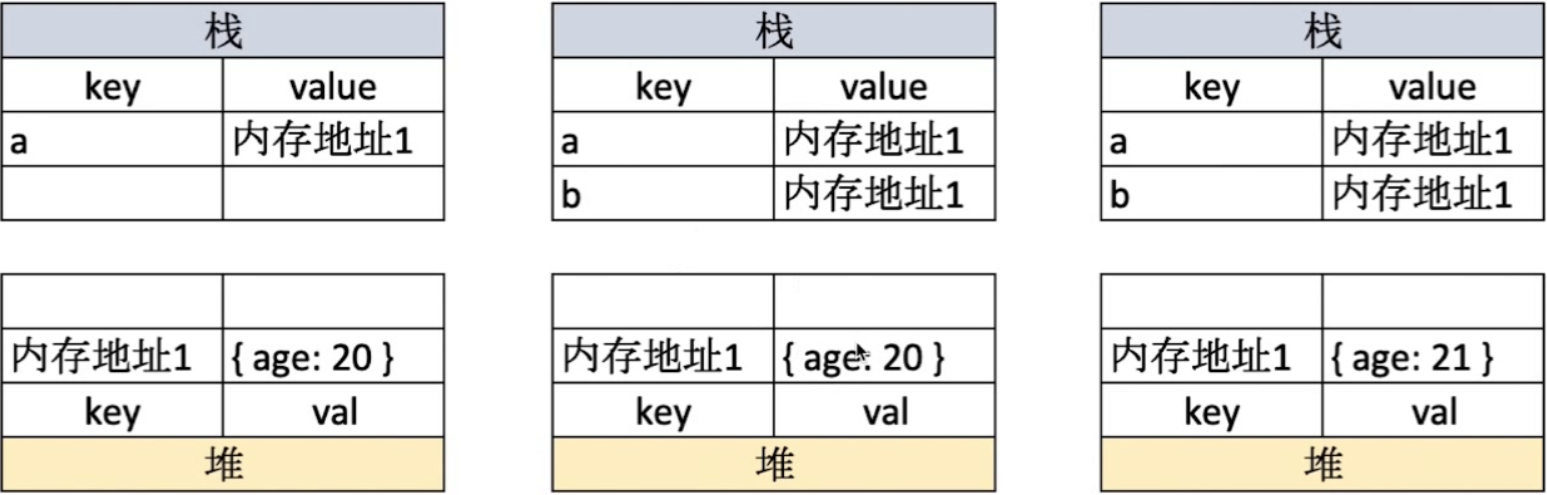 栈
key value
a 内存地址1
内存地址1 { age: 20 }
key val
堆
栈
key value
a 内存地址1
b 内存地址1
内存地址1 { age: 20 }
key val
堆
栈
key value
a 内存地址1
b 内存地址1
内存地址1 { age: 21 }
key val
堆